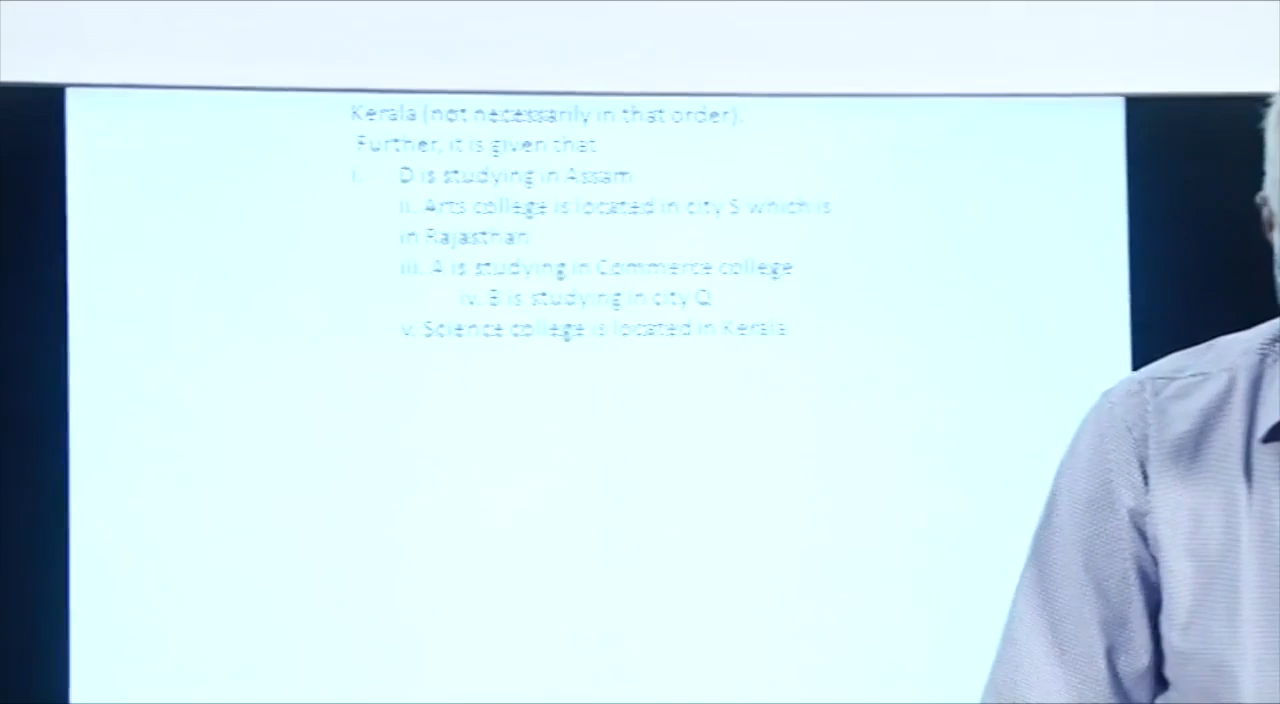 Kerala (not necessarily in that order).
Further, it is given that
i. D is studying in Assam
ii. Arts college is located in city S which is
in Rajasthan
iii. A is studying in Commerce college
iv. B is studying in city Q
v. Science college is located in Kerala